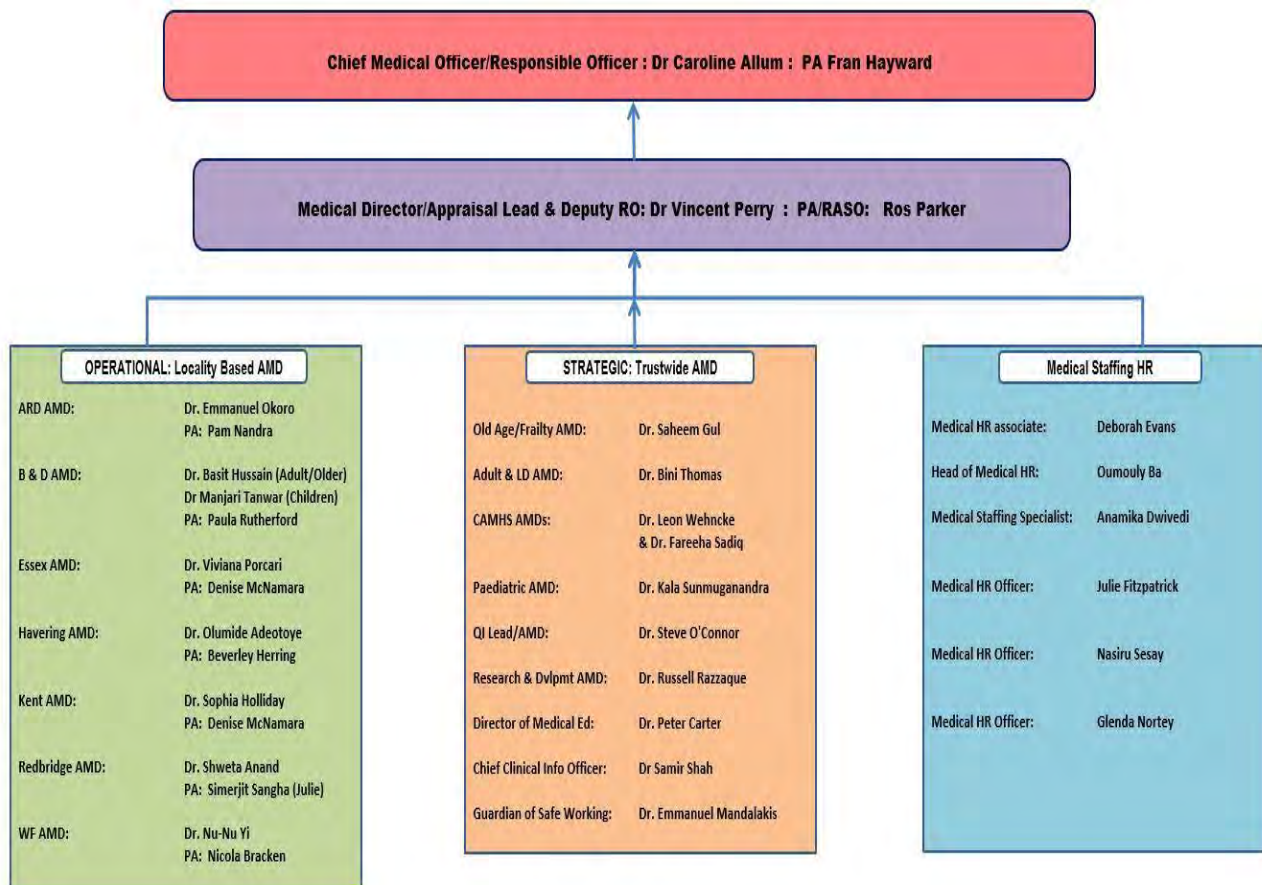 Chief Medical Officer/Responsible Officer : Dr Caroline Allum : PA Fran Hayward
Medical Director/Appraisal Lead & Deputy RO: Dr Vincent Perry : PA/RASO: Ros Parker
OPERATIONAL: Locality Based AMD
ARD AMD: Dr. Emmanuel Okoro
PA: Pam Nandra
B & D AMD: Dr. Basit Hussain (Adult/Older)
Dr Manjari Tanwar (Children)
PA: Paula Rutherford
Essex AMD: Dr. Viviana Porcari
PA: Denise McNamara
Havering AMD: Dr. Olumide Adeotoye
PA: Beverley Herring
Kent AMD: Dr. Sophia Holliday
PA: Denise McNamara
Redbridge AMD: Dr. Shweta Anand
PA: Simerjit Sangha (Julie)
WF AMD: Dr. Nu-Nu Yi
PA: Nicola Bracken
STRATEGIC: Trustwide AMD
Old Age/Frailty AMD: Dr. Saheem Gul
Adult & LD AMD: Dr. Bini Thomas
CAMHS AMDs: Dr. Leon Wehncke
& Dr. Fareeha Sadiq
Paediatric AMD: Dr. Kala Sunmuganandra
QI Lead/AMD: Dr. Steve O'Connor
Research & Dvlpmt AMD: Dr. Russell Razzaque
Director of Medical Ed: Dr. Peter Carter
Chief Clinical Info Officer: Dr Samir Shah
Guardian of Safe Working: Dr. Emmanuel Mandalakis
Medical Staffing HR
Medical HR associate: Deborah Evans
Head of Medical HR: Oumouly Ba
Medical Staffing Specialist: Anamika Dwivedi
Medical HR Officer: Julie Fitzpatrick
Medical HR Officer: Nasiru Sesay
Medical HR Officer: Glenda Nortey